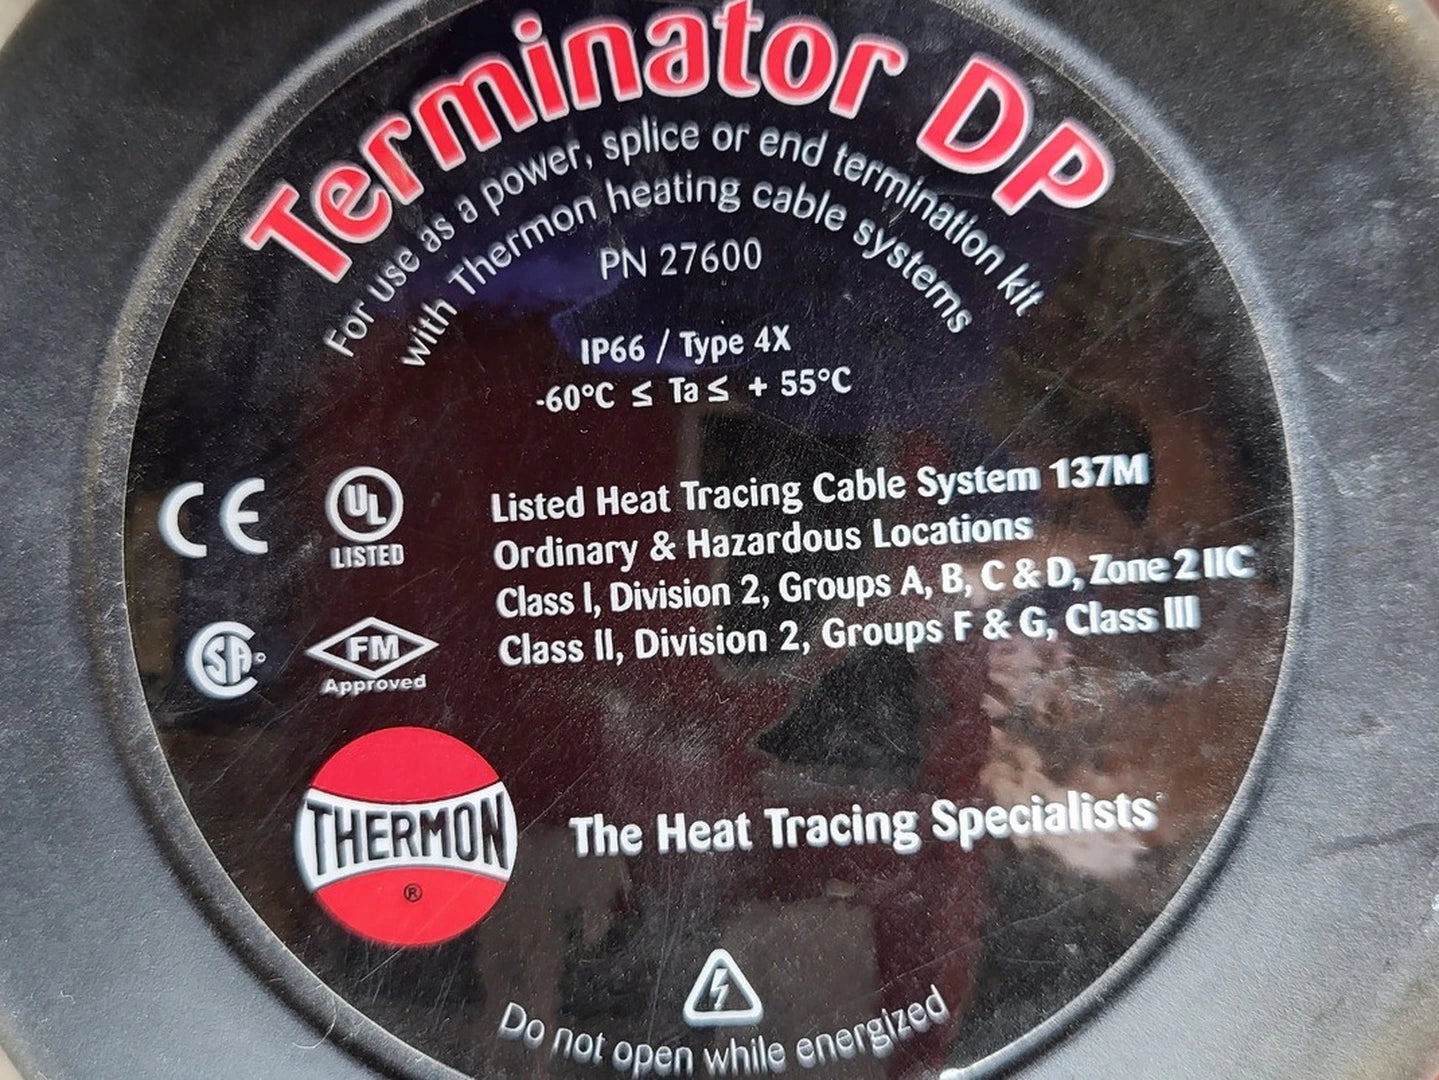 Terminator DP
For use as a power, splice or end termination kit
with Thermon heating cable systems
PN 27600
IP66 / Type 4X
-60°C ≤ Ta ≤ + 55°C
CE
UL
LISTED
Listed Heat Tracing Cable System 137M
Ordinary & Hazardous Locations
Class I, Division 2, Groups A, B, C & D, Zone 2 IIC
Class II, Division 2, Groups F & G, Class III
SA
FM
Approved
THERMON
®
The Heat Tracing Specialists
Do not open while energized